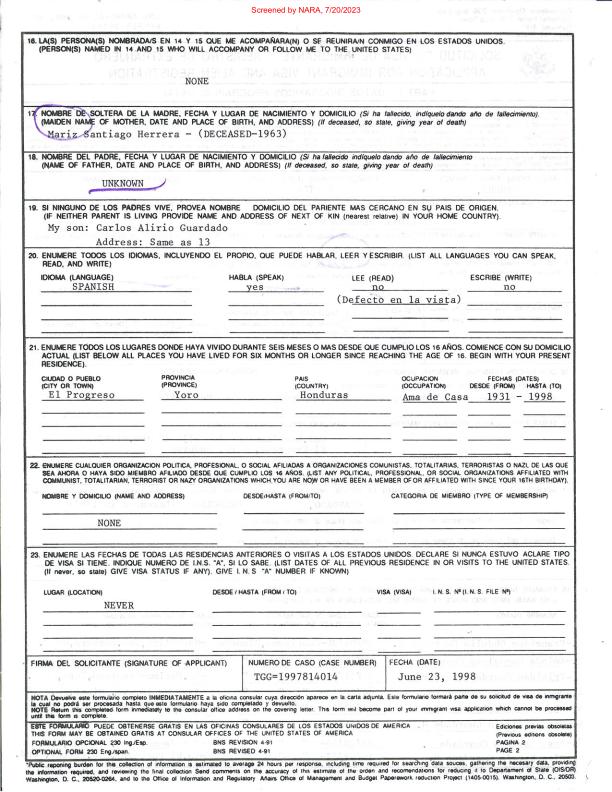 Screened by NARA, 7/20/2023
16. LA(S) PERSONA(S) NOMBRADA/S EN 14 Y 15 QUE ME ACOMPAÑARA(N) O SE REUNIRA/N CONMIGO EN LOS ESTADOS UNIDOS.
(PERSON(S) NAMED IN 14 AND 15 WHO WILL ACCOMPANY OR FOLLOW ME TO THE UNITED STATES)
NONE
17. NOMBRE DE SOLTERA DE LA MADRE, FECHA Y LUGAR DE NACIMIENTO Y DOMICILIO (Si ha fallecido, indíquelo dando año de fallecimiento).
(MAIDEN NAME OF MOTHER, DATE AND PLACE OF BIRTH, AND ADDRESS) (If deceased, so state, giving year of death)
Mariz Santiago Herrera - (DECEASED-1963)
18. NOMBRE DEL PADRE, FECHA Y LUGAR DE NACIMIENTO Y DOMICILIO (Si ha fallecido indíquelo dando año de fallecimiento
(NAME OF FATHER, DATE AND PLACE OF BIRTH, AND ADDRESS) (If deceased, so state, giving year of death)
UNKNOWN
19. SI NINGUNO DE LOS PADRES VIVE, PROVEA NOMBRE DOMICILIO DEL PARIENTE MAS CERCANO EN SU PAIS DE ORIGEN.
(IF NEITHER PARENT IS LIVING PROVIDE NAME AND ADDRESS OF NEXT OF KIN (nearest relative) IN YOUR HOME COUNTRY).
My son: Carlos Alirio Guardado
Address: Same as 13
20. ENUMERE TODOS LOS IDIOMAS, INCLUYENDO EL PROPIO, QUE PUEDE HABLAR, LEER Y ESCRIBIR. (LIST ALL LANGUAGES YOU CAN SPEAK,
READ, AND WRITE)
IDIOMA (LANGUAGE) HABLA (SPEAK) LEE (READ) ESCRIBE (WRITE)
SPANISH yes no no
(Defecto en la vista)
21. ENUMERE TODOS LOS LUGARES DONDE HAYA VIVIDO DURANTE SEIS MESES O MAS DESDE QUE CUMPLIO LOS 16 AÑOS. COMIENCE CON SU DOMICILIO
ACTUAL (LIST BELOW ALL PLACES YOU HAVE LIVED FOR SIX MONTHS OR LONGER SINCE REACHING THE AGE OF 16. BEGIN WITH YOUR PRESENT
RESIDENCE).
CIUDAD O PUEBLO PROVINCIA PAIS OCUPACION FECHAS (DATES)
(CITY OR TOWN) (PROVINCE) (COUNTRY) (OCCUPATION) DESDE (FROM) HASTA (TO)
El Progreso Yoro Honduras Ama de Casa 1931 - 1998
22. ENUMERE CUALQUIER ORGANIZACION POLITICA, PROFESIONAL, O SOCIAL AFILIADAS A ORGANIZACIONES COMUNISTAS, TOTALITARIAS, TERRORISTAS O NAZI, DE LAS QUE
SEA AHORA O HAYA SIDO MIEMBRO AFILIADO DESDE QUE CUMPLIO LOS 16 AÑOS. (LIST ANY POLITICAL, PROFESSIONAL, OR SOCIAL ORGANIZATIONS AFFILIATED WITH
COMMUNIST, TOTALITARIAN, TERRORIST OR NAZY ORGANIZATIONS WHICH YOU ARE NOW OR HAVE BEEN A MEMBER OF OR AFFILIATED WITH SINCE YOUR 16TH BIRTHDAY).
NOMBRE Y DOMICILIO (NAME AND ADDRESS) DESDE/HASTA (FROM/TO) CATEGORIA DE MIEMBRO (TYPE OF MEMBERSHIP)
NONE
23. ENUMERE LAS FECHAS DE TODAS LAS RESIDENCIAS ANTERIORES O VISITAS A LOS ESTADOS UNIDOS. DECLARE SI NUNCA ESTUVO ACLARE TIPO
DE VISA SI TIENE. INDIQUE NUMERO DE I.N.S. "A", SI LO SABE. (LIST DATES OF ALL PREVIOUS RESIDENCE IN OR VISITS TO THE UNITED STATES.
(If never, so state) GIVE VISA STATUS IF ANY). GIVE I. N.S "A" NUMBER IF KNOWN)
LUGAR (LOCATION) DESDE / HASTA (FROM / TO) VISA (VISA) I. N. S. Nº (I. N.S. FILE Nº)
NEVER
FIRMA DEL SOLICITANTE (SIGNATURE OF APPLICANT) NUMERO DE CASO (CASE NUMBER) FECHA (DATE)
TGG=1997814014 June 23, 1998
NOTA Devuelve este formulario completo INMEDIATAMENTE a la oficina consular cuya dirección aparece en la carta adjunta. Este formulario formará parte de su solicitud de visa de inmigrante
la cual no podrá ser procesada hasta que este formulario haya sido completado y devuelto.
NOTE Return this completed form immediately to the consular office address on the covering letter. This form will become part of your immigrant visa application which cannot be processed
until this form is complete.
ESTE FORMULARIO PUEDE OBTENERSE GRATIS EN LAS OFICINAS CONSULARES DE LOS ESTADOS UNIDOS DE AMERICA Ediciones previas obsoletas
THIS FORM MAY BE OBTAINED GRATIS AT CONSULAR OFFICES OF THE UNITED STATES OF AMERICA (Previous editions obsolete)
FORMULARIO OPCIONAL 230 Ing./Esp. BNS REVISION 4-91 PAGINA 2
OPTIONAL FORM 230 Eng./span. BNS REVISED 4-91 PAGE 2
*Public reporting burden for this collection of information is estimated to average 24 hours per response, including time required for searching data sources, gathering the necessary data, providing
the information required, and reviewing the final collection Send comments on the accuracy of this estimate of the orden and recommendations for reducing it to Departament of State (OIS/DR)
Washington, D. C. 20520-0264, and to the Office of Information and Regulatory Affairs Office of Management and Budget Paperework reduction Project (1405-0015). Washington, D. C., 20503.